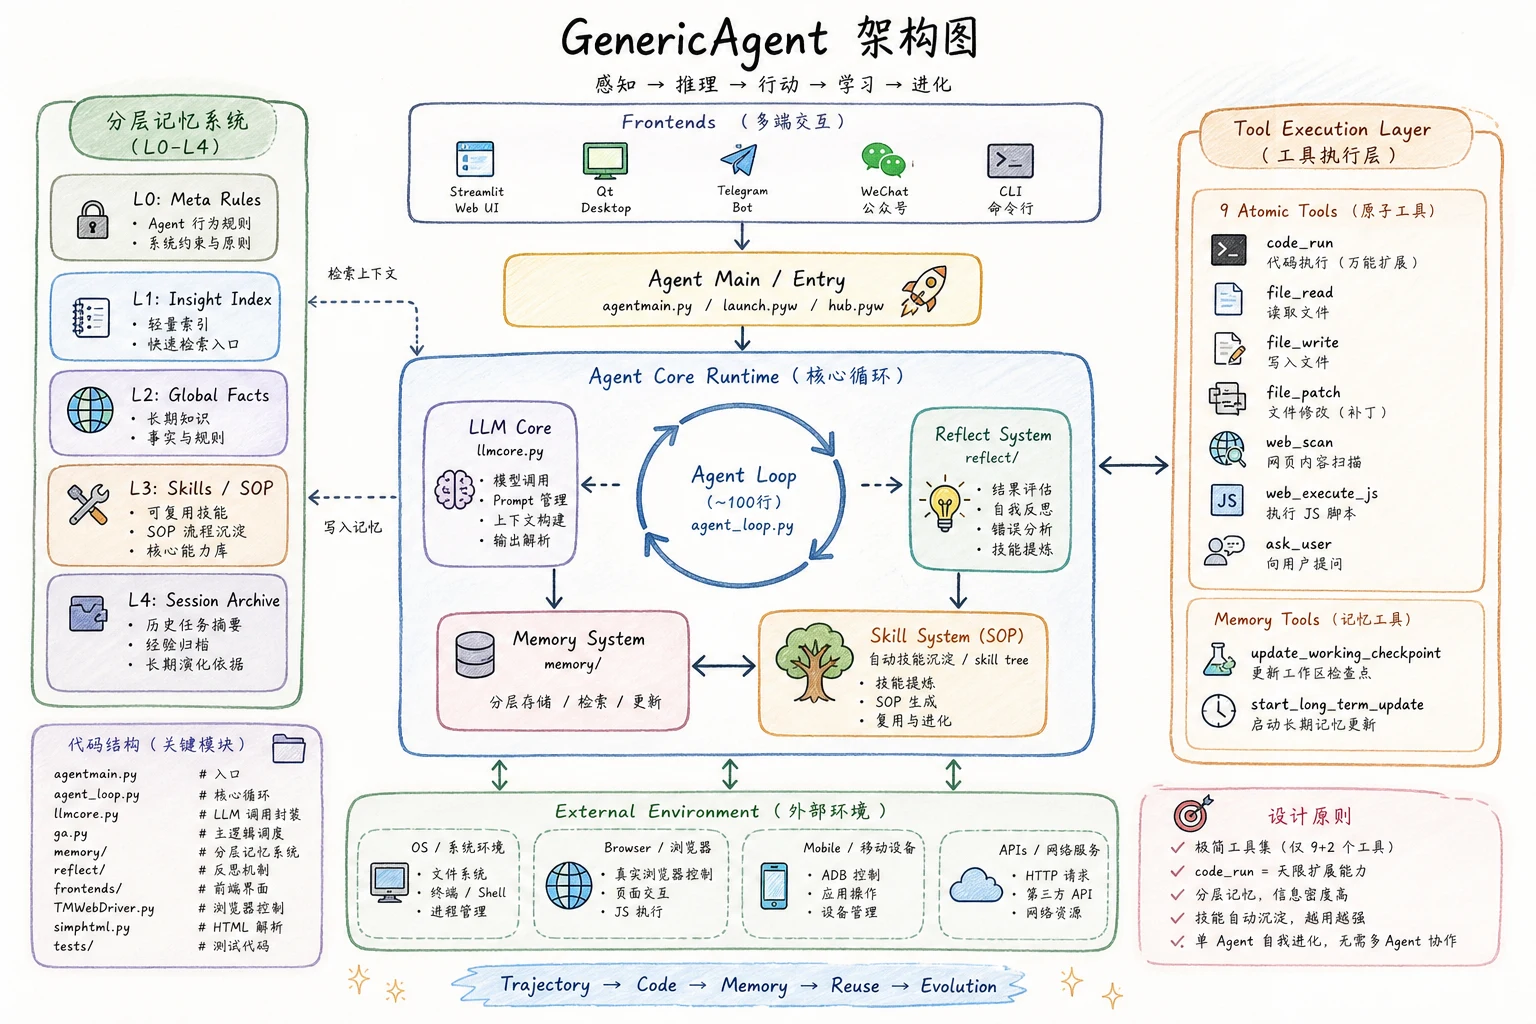 GenericAgent 架构图
感知 → 推理 → 行动 → 学习 → 进化
分层记忆系统
(L0-L4)
L0: Meta Rules
• Agent 行为规则
• 系统约束与原则
L1: Insight Index
• 轻量索引
• 快速检索入口
L2: Global Facts
• 长期知识
• 事实与规则
L3: Skills / SOP
• 可复用技能
• SOP 流程沉淀
• 核心能力库
L4: Session Archive
• 历史任务摘要
• 经验归档
• 长期演化依据
检索上下文
写入记忆
Frontends （多端交互）
Streamlit
Web UI
Qt
Desktop
Telegram
Bot
WeChat
公众号
CLI
命令行
Agent Main / Entry
agentmain.py / launch.pyw / hub.pyw
Agent Core Runtime（核心循环）
LLM Core
llmcore.py
• 模型调用
• Prompt 管理
• 上下文构建
• 输出解析
Agent Loop
(~100行)
agent_loop.py
Reflect System
reflect/
• 结果评估
• 自我反思
• 错误分析
• 技能提炼
Memory System
memory/
分层存储 / 检索 / 更新
Skill System (SOP)
自动技能沉淀 / skill tree
• 技能提炼
• SOP 生成
• 复用与进化
Tool Execution Layer
（工具执行层）
9 Atomic Tools（原子工具）
code_run
代码执行（万能扩展）
file_read
读取文件
file_write
写入文件
file_patch
文件修改（补丁）
web_scan
网页内容扫描
JS
web_execute_js
执行 JS 脚本
ask_user
向用户提问
Memory Tools（记忆工具）
update_working_checkpoint
更新工作区检查点
start_long_term_update
启动长期记忆更新
代码结构（关键模块）
agentmain.py # 入口
agent_loop.py # 核心循环
llmcore.py # LLM 调用封装
ga.py # 主逻辑调度
memory/ # 分层记忆系统
reflect/ # 反思机制
frontends/ # 前端界面
TMWebDriver.py # 浏览器控制
simphtml.py # HTML 解析
tests/ # 测试代码
External Environment（外部环境）
OS / 系统环境
• 文件系统
• 终端 / Shell
• 进程管理
Browser / 浏览器
• 真实浏览器控制
• 页面交互
• JS 执行
Mobile / 移动设备
• ADB 控制
• 应用操作
• 设备管理
APIs / 网络服务
• HTTP 请求
• 第三方 API
• 网络资源
设计原则
✓ 极简工具集（仅 9+2 个工具）
✓ code_run = 无限扩展能力
✓ 分层记忆，信息密度高
✓ 技能自动沉淀，越用越强
✓ 单 Agent 自我进化，无需多Agent 协作
Trajectory → Code → Memory → Reuse → Evolution